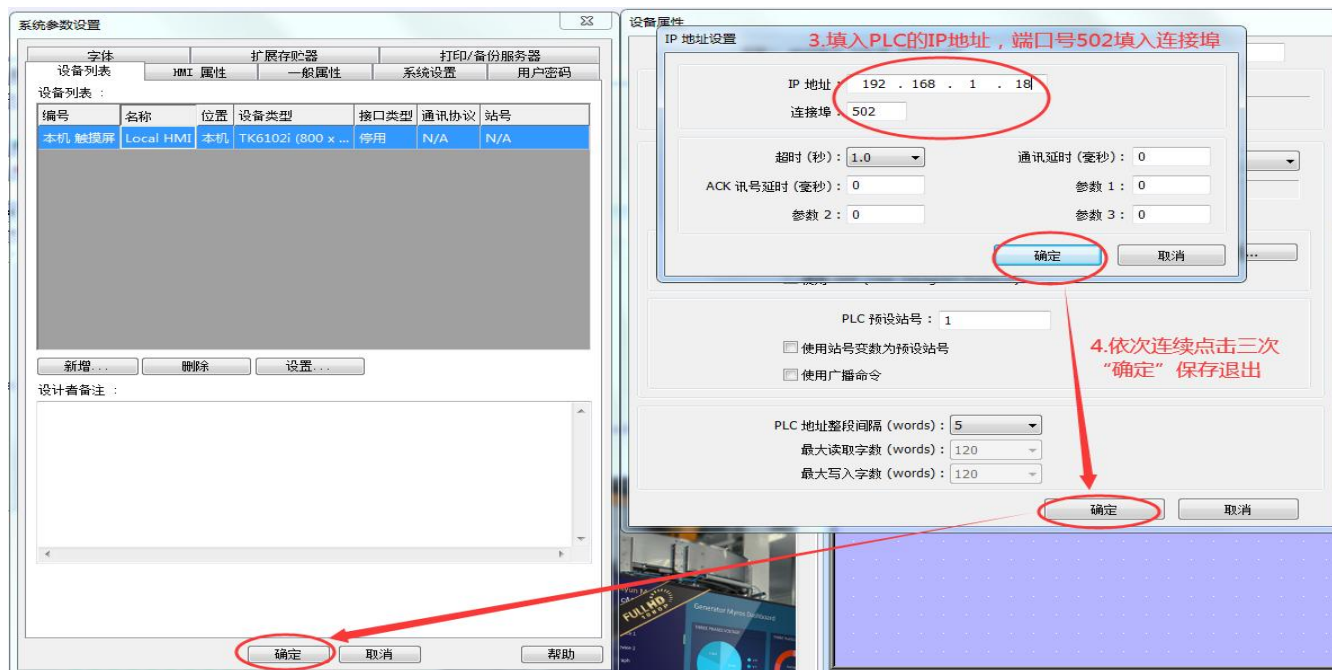 系统参数设置
字体 扩展存贮器 打印/备份服务器
设备列表 HMI 属性 一般属性 系统设置 用户密码
设备列表 :
编号 名称 位置 设备类型 接口类型 通讯协议 站号
本机 触摸屏 Local HMI 本机 TK6102i (800 x ... 停用 N/A N/A
新增... 删除 设置...
设计者备注 :
确定 取消 帮助
设备属性
IP 地址设置
3.填入PLC的IP地址，端口号502填入连接埠
IP 地址 : 192 . 168 . 1 . 18
连接埠 : 502
超时 (秒) : 1.0 通讯延时 (毫秒) : 0
ACK 讯号延时 (毫秒) : 0 参数 1 : 0
参数 2 : 0 参数 3 : 0
确定 取消
...
PLC 预设站号 : 1
使用站号变数为预设站号
使用广播命令
4.依次连续点击三次
“确定”保存退出
PLC 地址整段间隔 (words) : 5
最大读取字数 (words) : 120
最大写入字数 (words) : 120
确定 取消
FULL HD
1080P
Generator Myros Dashboard